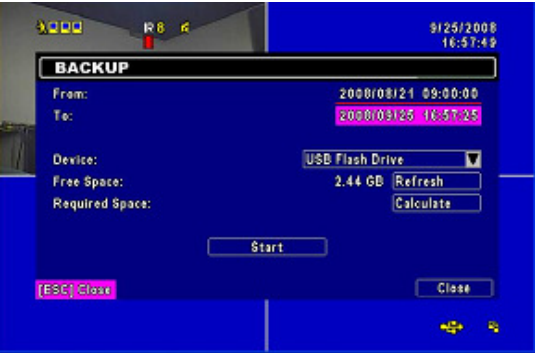 R8
9/25/2008
16:57:49
BACKUP
From: 2008/08/21 09:00:00
To: 2008/09/25 16:57:25
Device: USB Flash Drive
Free Space: 2.44 GB Refresh
Required Space: Calculate
Start
[ESC] Close Close